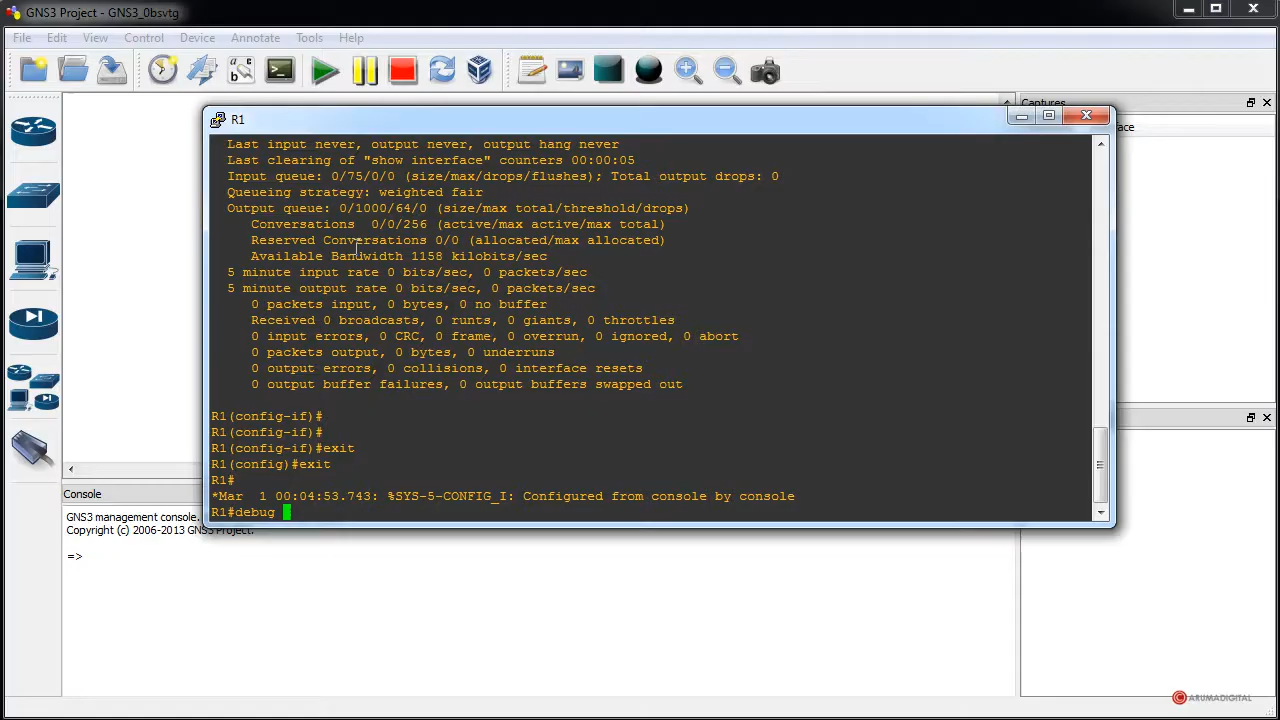 GNS3 Project - GNS3_0bsvtg
File Edit View Control Device Annotate Tools Help
Captures
R1
ace
Last input never, output never, output hang never
Last clearing of "show interface" counters 00:00:05
Input queue: 0/75/0/0 (size/max/drops/flushes); Total output drops: 0
Queueing strategy: weighted fair
Output queue: 0/1000/64/0 (size/max total/threshold/drops)
Conversations  0/0/256 (active/max active/max total)
Reserved Conversations 0/0 (allocated/max allocated)
Available Bandwidth 1158 kilobits/sec
5 minute input rate 0 bits/sec, 0 packets/sec
5 minute output rate 0 bits/sec, 0 packets/sec
0 packets input, 0 bytes, 0 no buffer
Received 0 broadcasts, 0 runts, 0 giants, 0 throttles
0 input errors, 0 CRC, 0 frame, 0 overrun, 0 ignored, 0 abort
0 packets output, 0 bytes, 0 underruns
0 output errors, 0 collisions, 0 interface resets
0 output buffer failures, 0 output buffers swapped out
R1(config-if)#
R1(config-if)#
R1(config-if)#exit
R1(config)#exit
R1#
*Mar  1 00:04:53.743: %SYS-5-CONFIG_I: Configured from console by console
R1#debug
Console
GNS3 management console.
Copyright (c) 2006-2013 GNS3 Project.
=>
© ARUMADIGITAL